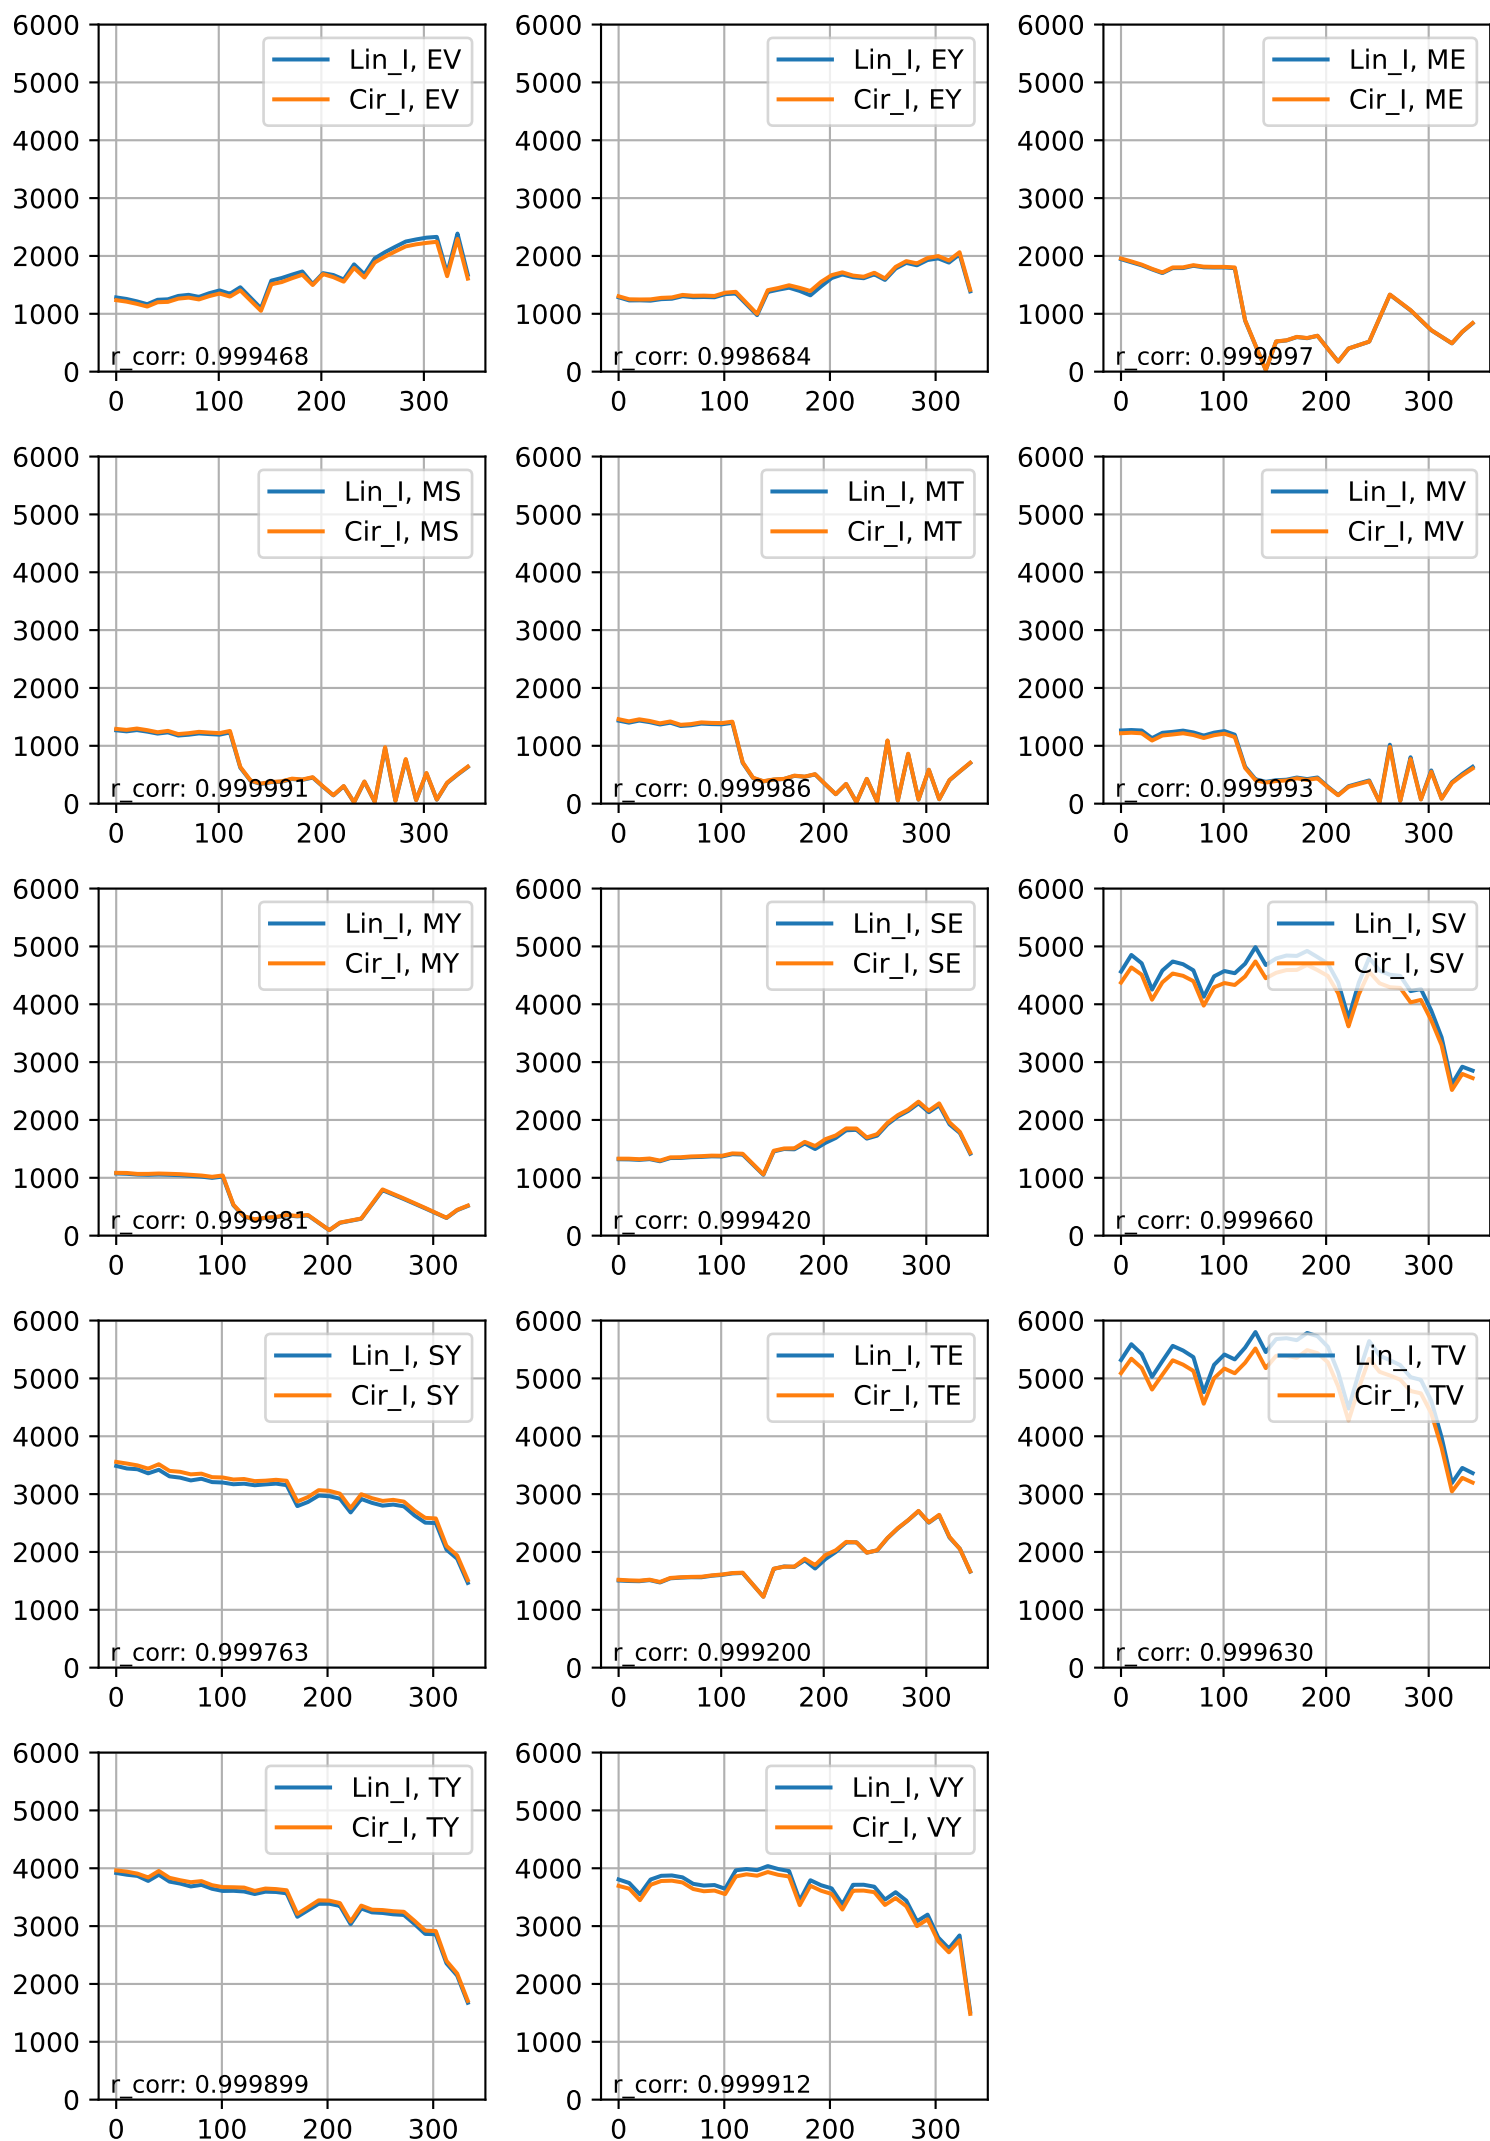 6000
5000
4000
3000
2000
1000
0
0 100 200 300
Lin_I, EV
Cir_I, EV
r_corr: 0.999468
6000
5000
4000
3000
2000
1000
0
0 100 200 300
Lin_I, EY
Cir_I, EY
r_corr: 0.998684
6000
5000
4000
3000
2000
1000
0
0 100 200 300
Lin_I, ME
Cir_I, ME
r_corr: 0.999997
6000
5000
4000
3000
2000
1000
0
0 100 200 300
Lin_I, MS
Cir_I, MS
r_corr: 0.999991
6000
5000
4000
3000
2000
1000
0
0 100 200 300
Lin_I, MT
Cir_I, MT
r_corr: 0.999986
6000
5000
4000
3000
2000
1000
0
0 100 200 300
Lin_I, MV
Cir_I, MV
r_corr: 0.999993
6000
5000
4000
3000
2000
1000
0
0 100 200 300
Lin_I, MY
Cir_I, MY
r_corr: 0.999981
6000
5000
4000
3000
2000
1000
0
0 100 200 300
Lin_I, SE
Cir_I, SE
r_corr: 0.999420
6000
5000
4000
3000
2000
1000
0
0 100 200 300
Lin_I, SV
Cir_I, SV
r_corr: 0.999660
6000
5000
4000
3000
2000
1000
0
0 100 200 300
Lin_I, SY
Cir_I, SY
r_corr: 0.999763
6000
5000
4000
3000
2000
1000
0
0 100 200 300
Lin_I, TE
Cir_I, TE
r_corr: 0.999200
6000
5000
4000
3000
2000
1000
0
0 100 200 300
Lin_I, TV
Cir_I, TV
r_corr: 0.999630
6000
5000
4000
3000
2000
1000
0
0 100 200 300
Lin_I, TY
Cir_I, TY
r_corr: 0.999899
6000
5000
4000
3000
2000
1000
0
0 100 200 300
Lin_I, VY
Cir_I, VY
r_corr: 0.999912